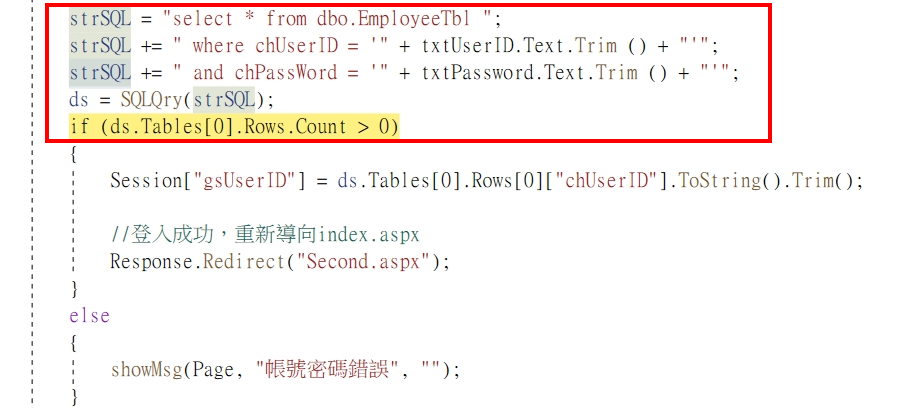 strSQL = "select * from dbo.EmployeeTbl ";
strSQL += " where chUserID = '" + txtUserID.Text.Trim () + "'";
strSQL += " and chPassWord = '" + txtPassword.Text.Trim () + "'";
ds = SQLQry(strSQL);
if (ds.Tables[0].Rows.Count > 0)
{
Session["gsUserID"] = ds.Tables[0].Rows[0]["chUserID"].ToString().Trim();
//登入成功，重新導向index.aspx
Response.Redirect("Second.aspx");
}
else
{
showMsg(Page, "帳號密碼錯誤", "");
}